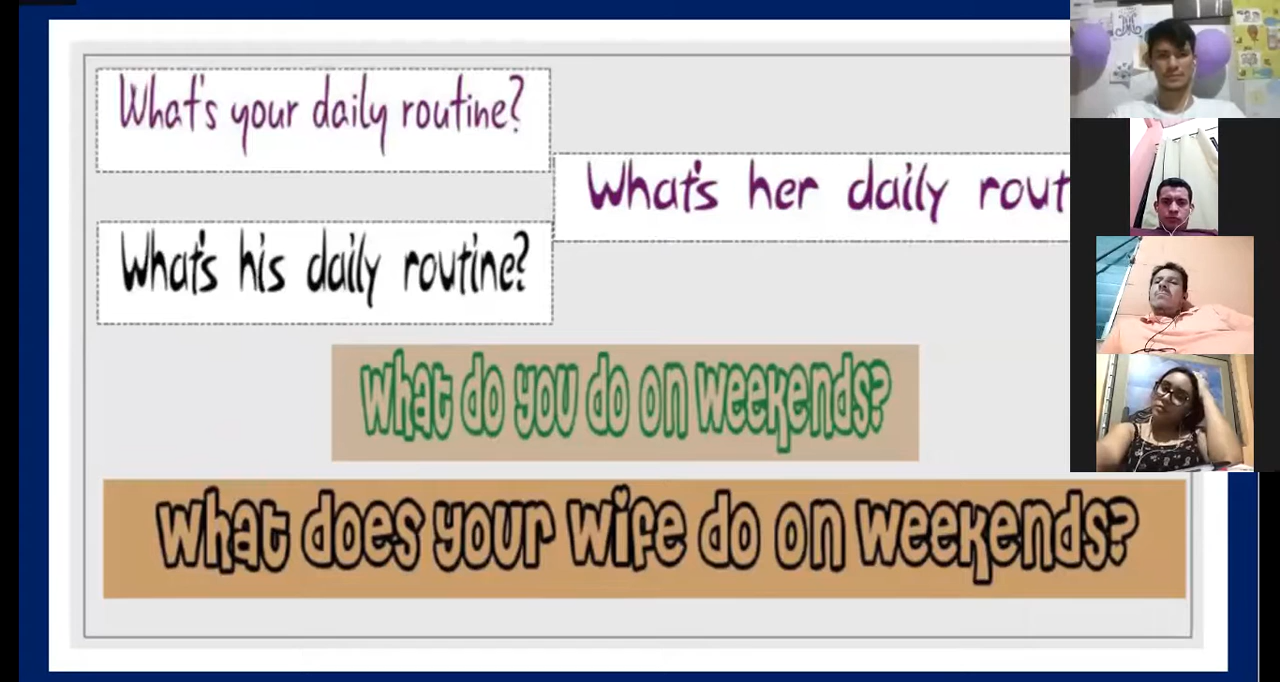 What's your daily routine?
What's her daily rout
What's his daily routine?
what do you do on weekends?
what does your wife do on weekends?